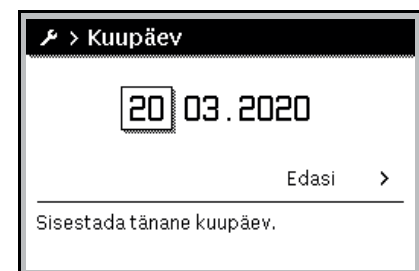 > Kuupäev
20 03.2020
Edasi >
Sisestada tänane kuupäev.